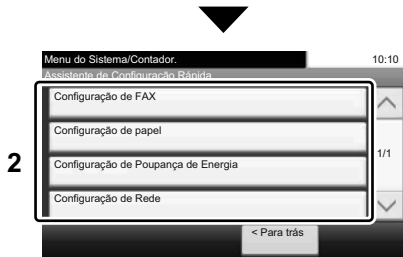 Menu do Sistema/Contador.
10:10
Assistente de Configuração Rápida
Configuração de FAX
Configuração de papel
1/1
2
Configuração de Poupança de Energia
Configuração de Rede
< Para trás